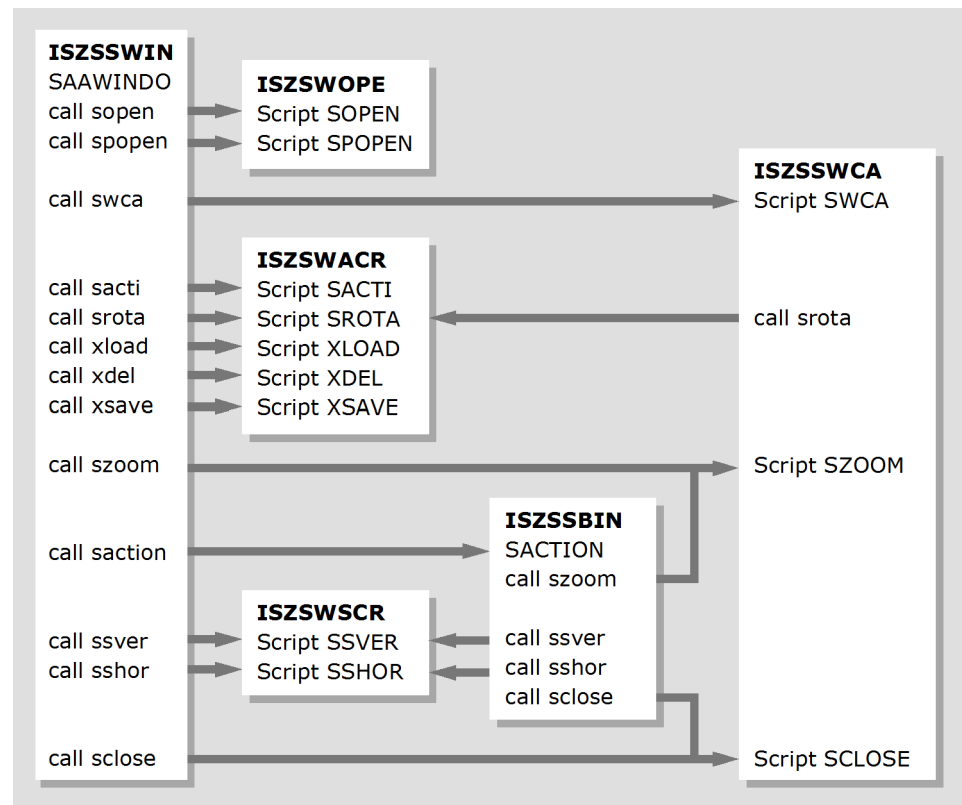 ISZSSWIN
SAAWINDO
call sopen
call spopen
call swca
call sacti
call srota
call xload
call xdel
call xsave
call szoom
call saction
call ssver
call sshor
call sclose
ISZSWOPE
Script SOPEN
Script SPOPEN
ISZSWACR
Script SACTI
Script SROTA
Script XLOAD
Script XDEL
Script XSAVE
ISZSWSCR
Script SSVER
Script SSHOR
ISZSSBIN
SACTION
call szoom
call ssver
call sshor
call sclose
ISZSSWCA
Script SWCA
call srota
Script SZOOM
Script SCLOSE